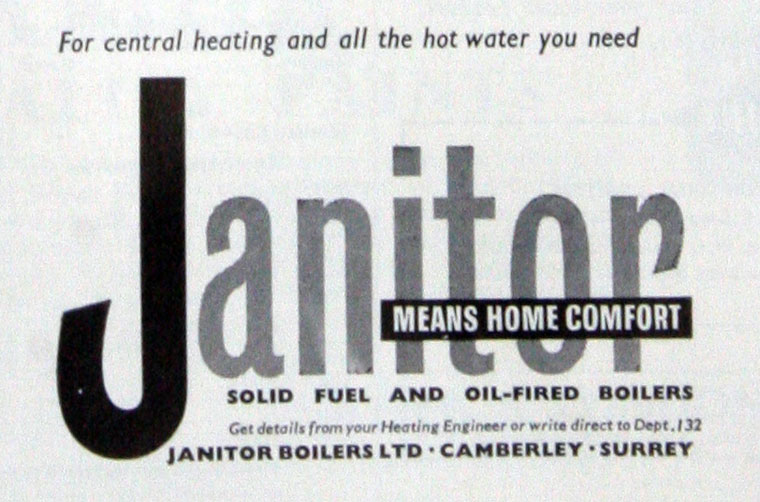 For central heating and all the hot water you need
Janitor
MEANS HOME COMFORT
SOLID FUEL AND OIL-FIRED BOILERS
Get details from your Heating Engineer or write direct to Dept.132
JANITOR BOILERS LTD · CAMBERLEY · SURREY